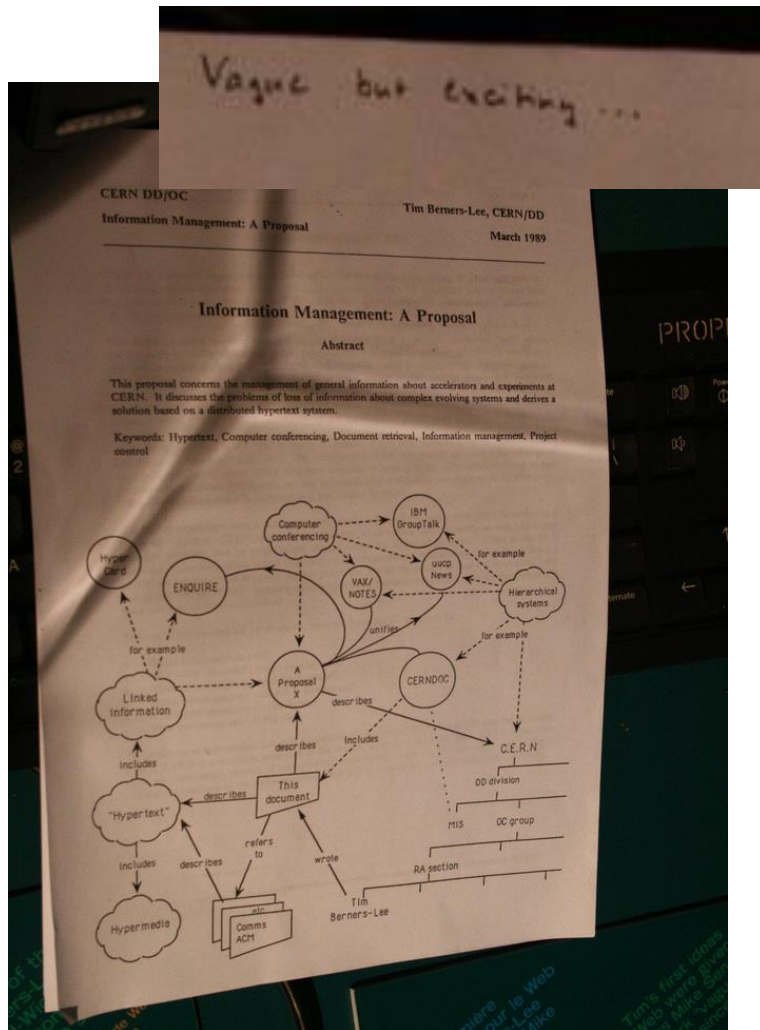 Vague but exciting ...
CERN DD/OC
Tim Berners-Lee, CERN/DD
Information Management: A Proposal
March 1989
Information Management: A Proposal
Abstract
This proposal concerns the management of general information about accelerators and experiments at
CERN. It discusses the problems of loss of information about complex evolving systems and derives a
solution based on a distributed hypertext sytstem.
Keywords: Hypertext, Computer conferencing, Document retrieval, Information management, Project
control
IBM
GroupTalk
Computer
conferencing
for example
Hyper
Card
uucp
News
ENQUIRE
VAX/
NOTES
Hierarchical
systems
unifies
for example
for example
A
Proposal
X
CERNDOC
Linked
information
describes
C.E.R.N
describes
includes
includes
DD division
This
document
describes
"Hypertext"
MIS
OC group
refers
to
wrote
includes
describes
RA section
Tim
Berners-Lee
Hypermedia
etc
Comms
ACM
PROP
@
2
A
ternate
Tim's first ideas